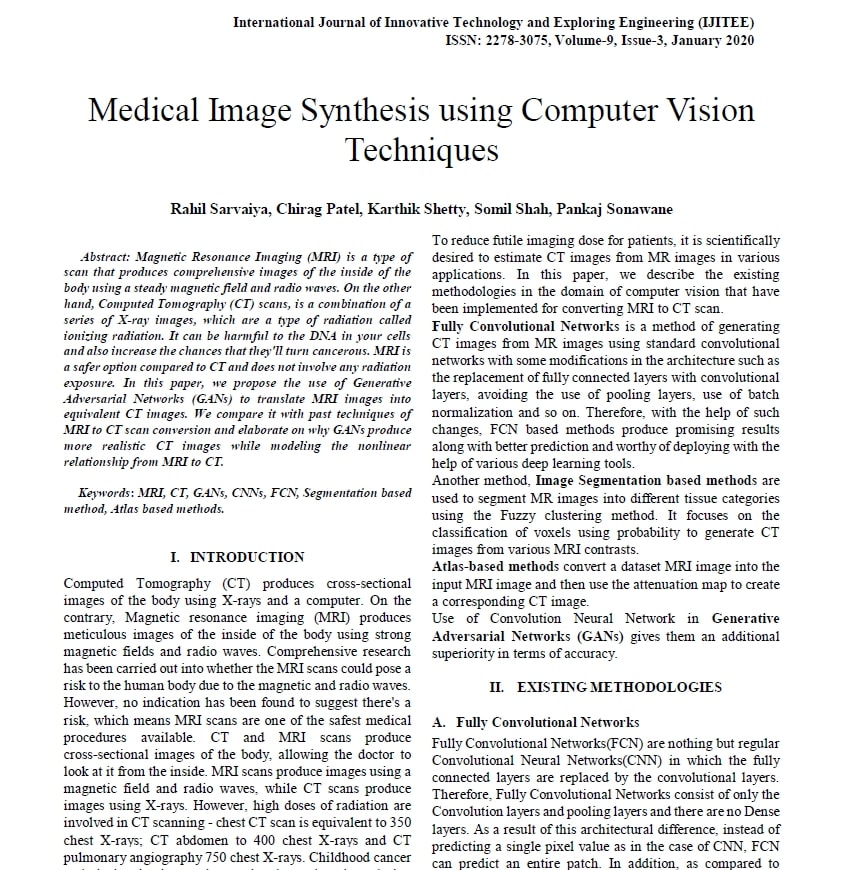 International Journal of Innovative Technology and Exploring Engineering (IJITEE)
ISSN: 2278-3075, Volume-9, Issue-3, January 2020
Medical Image Synthesis using Computer Vision
Techniques
Rahil Sarvaiya, Chirag Patel, Karthik Shetty, Somil Shah, Pankaj Sonawane
Abstract: Magnetic Resonance Imaging (MRI) is a type of
scan that produces comprehensive images of the inside of the
body using a steady magnetic field and radio waves. On the other
hand, Computed Tomography (CT) scans, is a combination of a
series of X-ray images, which are a type of radiation called
ionizing radiation. It can be harmful to the DNA in your cells
and also increase the chances that they'll turn cancerous. MRI is
a safer option compared to CT and does not involve any radiation
exposure. In this paper, we propose the use of Generative
Adversarial Networks (GANs) to translate MRI images into
equivalent CT images. We compare it with past techniques of
MRI to CT scan conversion and elaborate on why GANs produce
more realistic CT images while modeling the nonlinear
relationship from MRI to CT.
Keywords: MRI, CT, GANs, CNNs, FCN, Segmentation based
method, Atlas based methods.
I. INTRODUCTION
Computed Tomography (CT) produces cross-sectional
images of the body using X-rays and a computer. On the
contrary, Magnetic resonance imaging (MRI) produces
meticulous images of the inside of the body using strong
magnetic fields and radio waves. Comprehensive research
has been carried out into whether the MRI scans could pose a
risk to the human body due to the magnetic and radio waves.
However, no indication has been found to suggest there's a
risk, which means MRI scans are one of the safest medical
procedures available. CT and MRI scans produce
cross-sectional images of the body, allowing the doctor to
look at it from the inside. MRI scans produce images using a
magnetic field and radio waves, while CT scans produce
images using X-rays. However, high doses of radiation are
involved in CT scanning - chest CT scan is equivalent to 350
chest X-rays; CT abdomen to 400 chest X-rays and CT
pulmonary angiography 750 chest X-rays. Childhood cancer
To reduce futile imaging dose for patients, it is scientifically
desired to estimate CT images from MR images in various
applications. In this paper, we describe the existing
methodologies in the domain of computer vision that have
been implemented for converting MRI to CT scan.
Fully Convolutional Networks is a method of generating
CT images from MR images using standard convolutional
networks with some modifications in the architecture such as
the replacement of fully connected layers with convolutional
layers, avoiding the use of pooling layers, use of batch
normalization and so on. Therefore, with the help of such
changes, FCN based methods produce promising results
along with better prediction and worthy of deploying with the
help of various deep learning tools.
Another method, Image Segmentation based methods are
used to segment MR images into different tissue categories
using the Fuzzy clustering method. It focuses on the
classification of voxels using probability to generate CT
images from various MRI contrasts.
Atlas-based methods convert a dataset MRI image into the
input MRI image and then use the attenuation map to create
a corresponding CT image.
Use of Convolution Neural Network in Generative
Adversarial Networks (GANs) gives them an additional
superiority in terms of accuracy.
II. EXISTING METHODOLOGIES
A. Fully Convolutional Networks
Fully Convolutional Networks(FCN) are nothing but regular
Convolutional Neural Networks(CNN) in which the fully
connected layers are replaced by the convolutional layers.
Therefore, Fully Convolutional Networks consist of only the
Convolution layers and pooling layers and there are no Dense
layers. As a result of this architectural difference, instead of
predicting a single pixel value as in the case of CNN, FCN
can predict an entire patch. In addition, as compared to